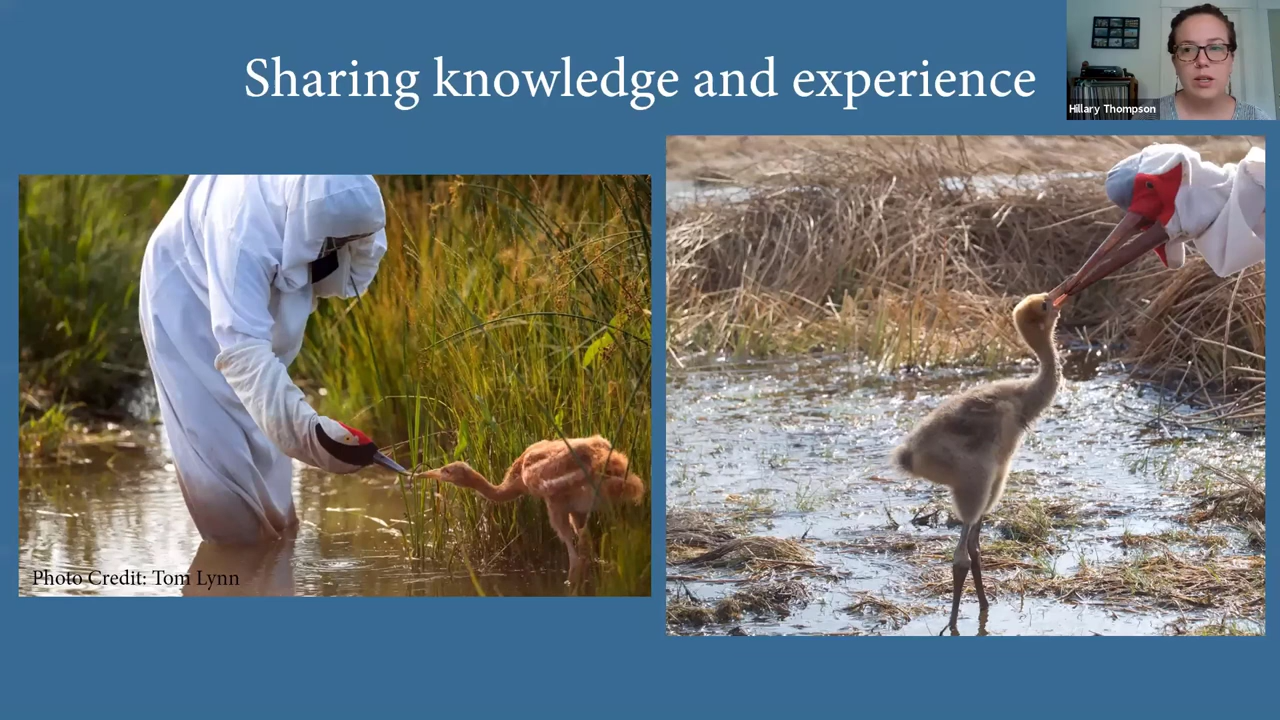 Sharing knowledge and experience
Hillary Thompson
Photo Credit: Tom Lynn